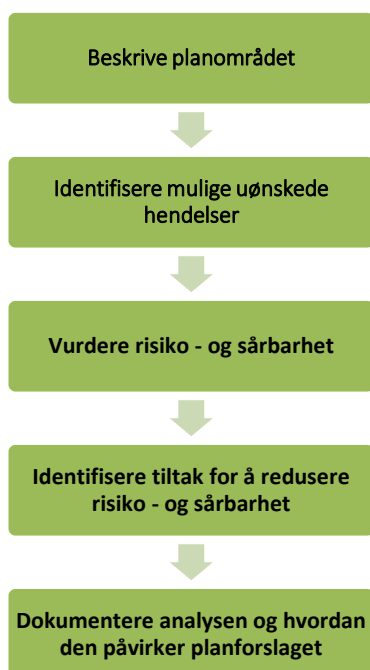 Beskrive planområdet
Identifisere mulige uønskede
hendelser
Vurdere risiko - og sårbarhet
Identifisere tiltak for å redusere
risiko - og sårbarhet
Dokumentere analysen og hvordan
den påvirker planforslaget